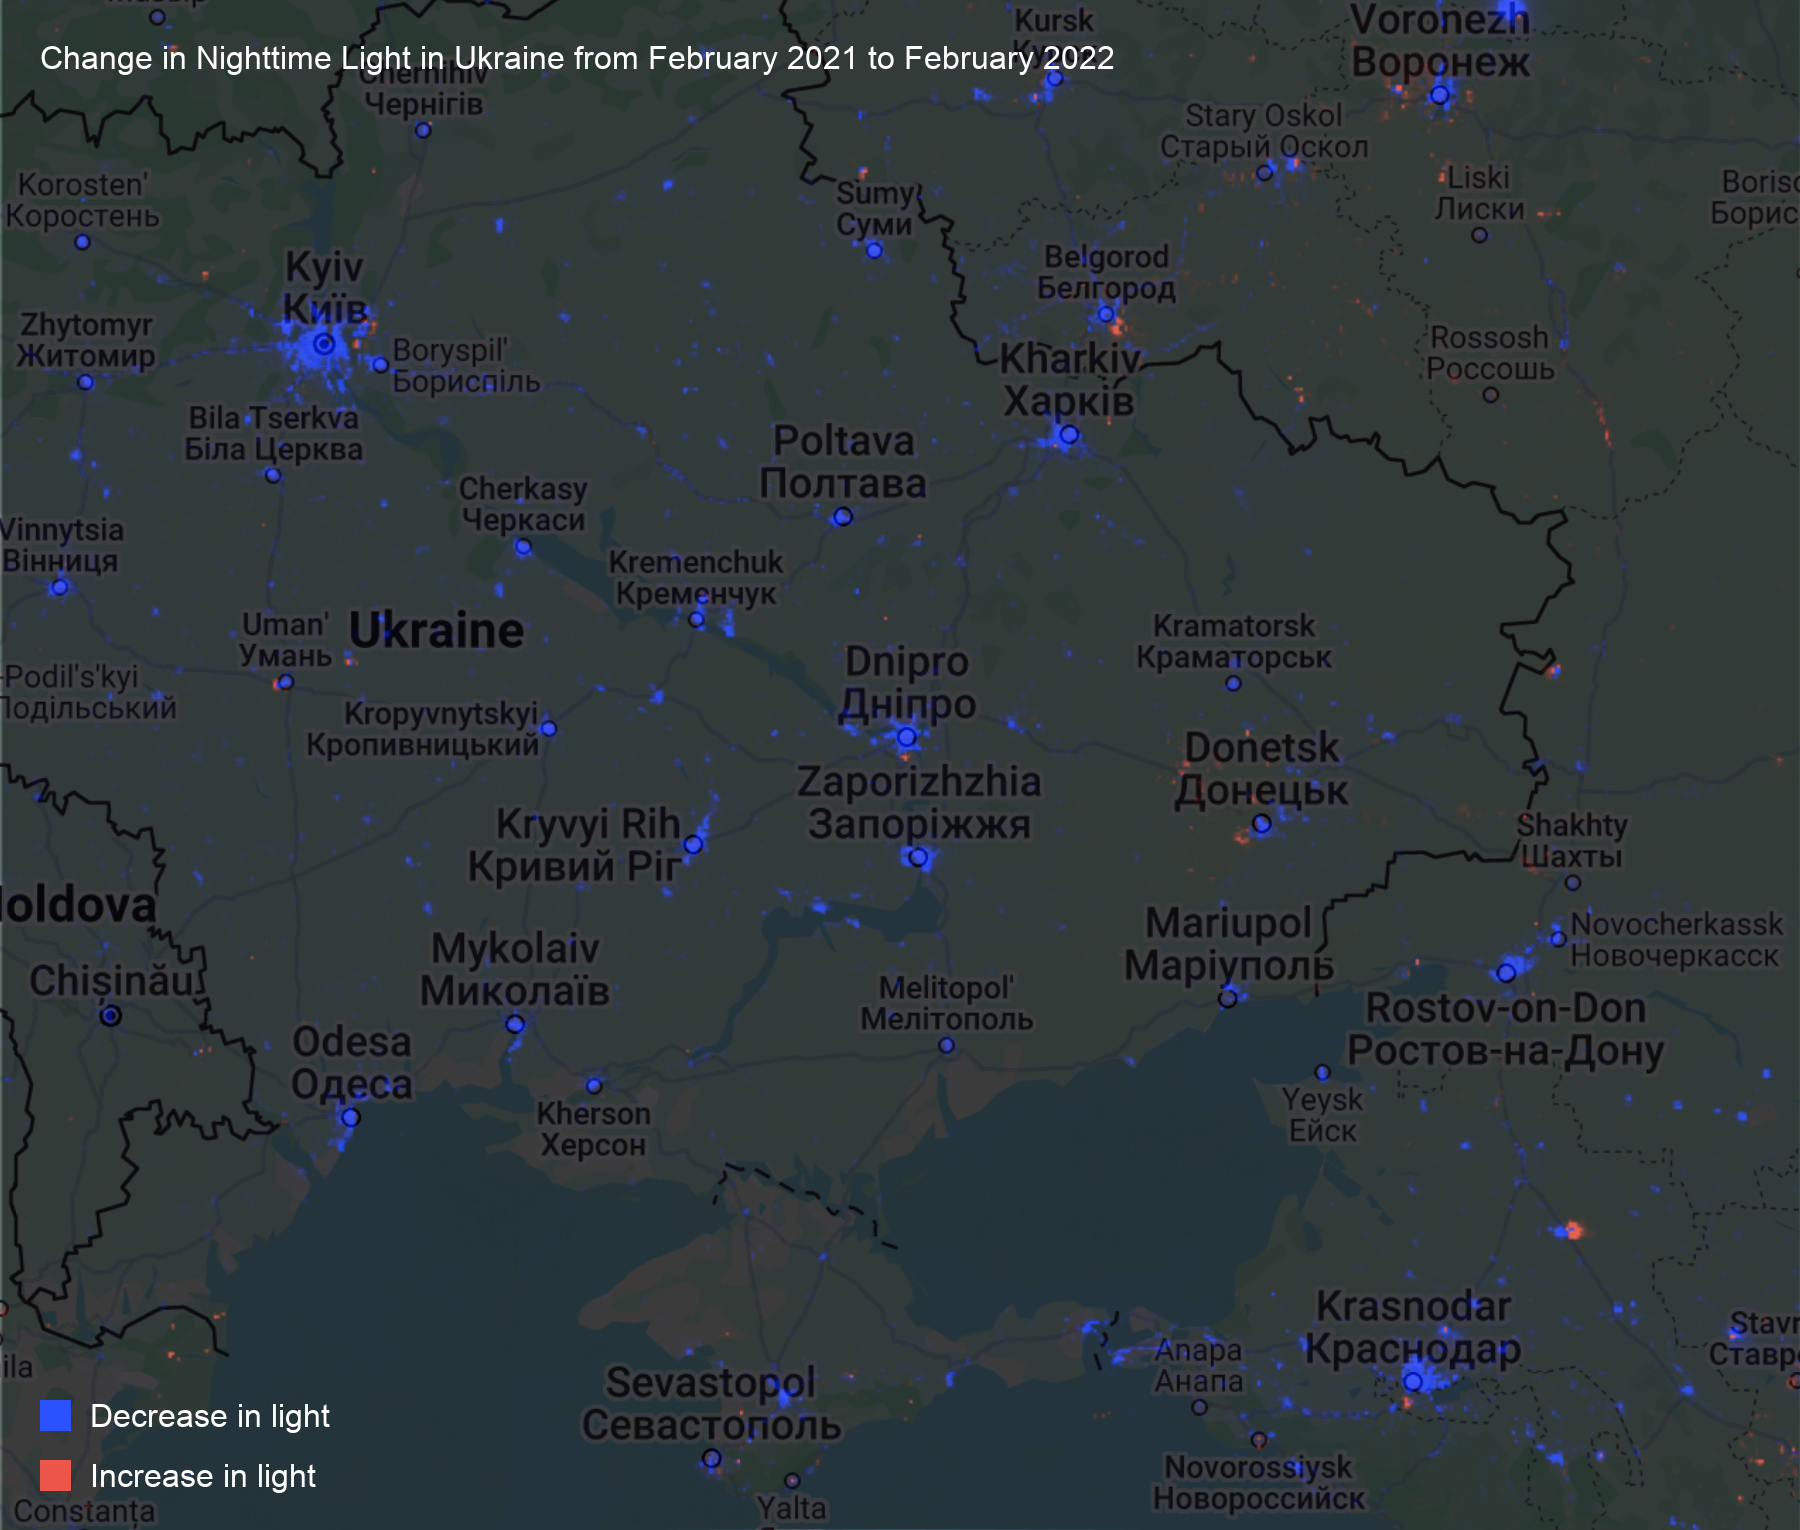 Change in Nighttime Light in Ukraine from February 2021 to February 2022
Kursk
Voronezh
Воронеж
Chernihiv
Чернігів
Stary Oskol
Старый Оскол
Korosten'
Коростень
Sumy
Суми
Liski
Лиски
Kyiv
Київ
Belgorod
Белгород
Zhytomyr
Житомир
Boryspil'
Бориспіль
Kharkiv
Харків
Rossosh
Россошь
Bila Tserkva
Біла Церква
Poltava
Полтава
Cherkasy
Черкаси
Vinnytsia
Вінниця
Kremenchuk
Кременчук
Uman'
Умань
Ukraine
Kramatorsk
Краматорськ
Dnipro
Дніпро
-Podil's'kyi
Подільський
Kropyvnytskyi
Кропивницький
Donetsk
Донецьк
Zaporizhzhia
Запоріжжя
Kryvyi Rih
Кривий Ріг
Shakhty
Шахты
Moldova
Mykolaiv
Миколаїв
Mariupol
Маріуполь
Novocherkassk
Новочеркасск
Chișinău
Melitopol'
Мелітополь
Rostov-on-Don
Ростов-на-Дону
Odesa
Одеса
Kherson
Херсон
Yeysk
Ейск
Krasnodar
Краснодар
Anapa
Анапа
Sevastopol
Севастополь
Novorossiysk
Новороссийск
Yalta
Decrease in light
Increase in light
Constanța